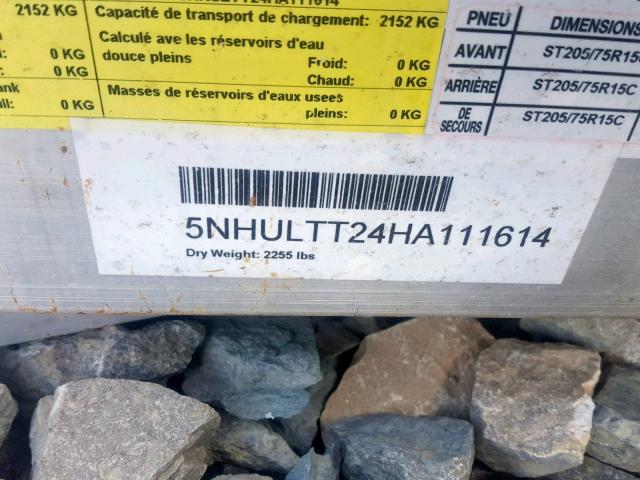 HULTT24HA111614
2152 KG
Capacité de transport de chargement: 2152 KG
Calculé ave les réservoirs d'eau
douce pleins
Froid: 0 KG
Chaud: 0 KG
0 KG
0 KG
Masses de réservoirs d'eaux usees
pleins: 0 KG
0 KG
PNEU DIMENSIONS
AVANT ST205/75R15C
ARRIÈRE ST205/75R15C
DE
SECOURS ST205/75R15C
5NHULTT24HA111614
Dry Weight: 2255 lbs